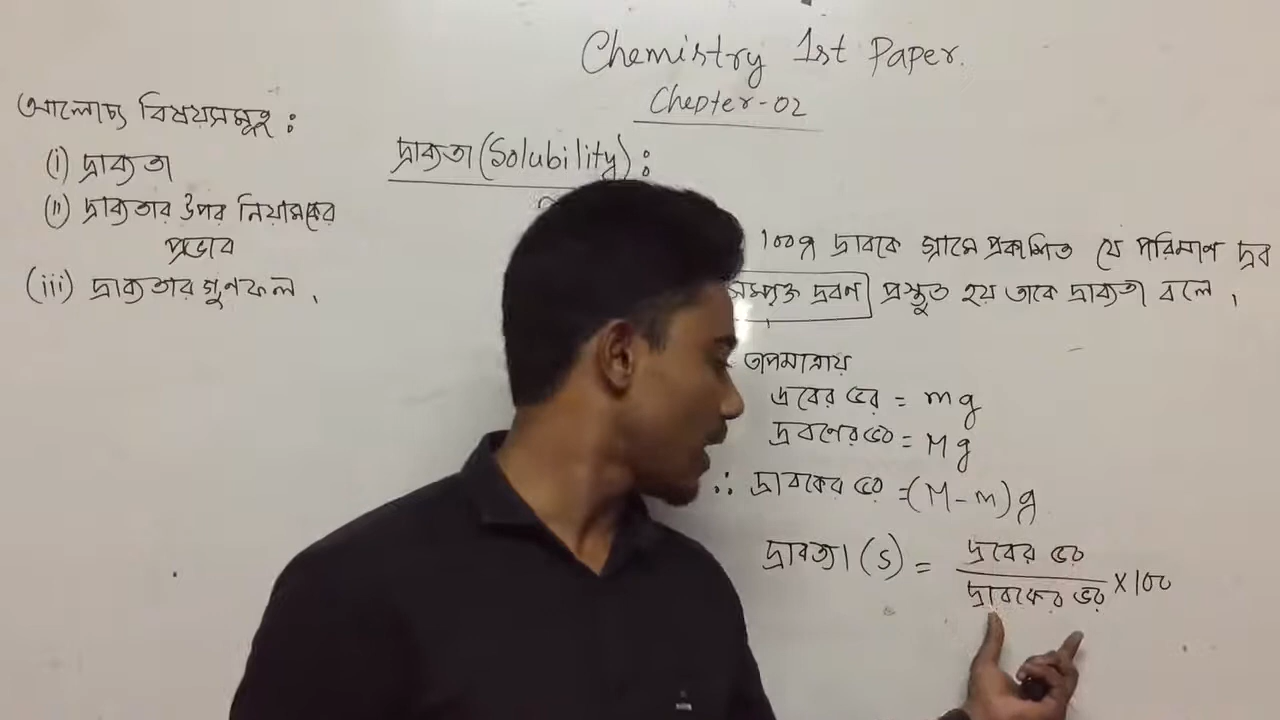 Chemistry 1st Paper.
Chepter-02
আলোচ্য বিষয়সমূহ :
(i) দ্রাব্যতা
(ii) দ্রাব্যতার উপর নিয়ামকের
প্রভাব
(iii) দ্রাব্যতার গুণফল ।
দ্রাব্যতা (Solubility) :
100g দ্রাবকে গ্রামে প্রকাশিত যে পরিমাণ দ্রব
সম্পৃক্ত দ্রবণ প্রস্তুত হয় তাকে দ্রাব্যতা বলে ।
তাপমাত্রায়
দ্রবের ভর = m g
দ্রবণের ভর = M g
∴ দ্রাবকের ভর = (M - m) g
দ্রাব্যতা (S) = দ্রবের ভর
দ্রাবকের ভর × 100